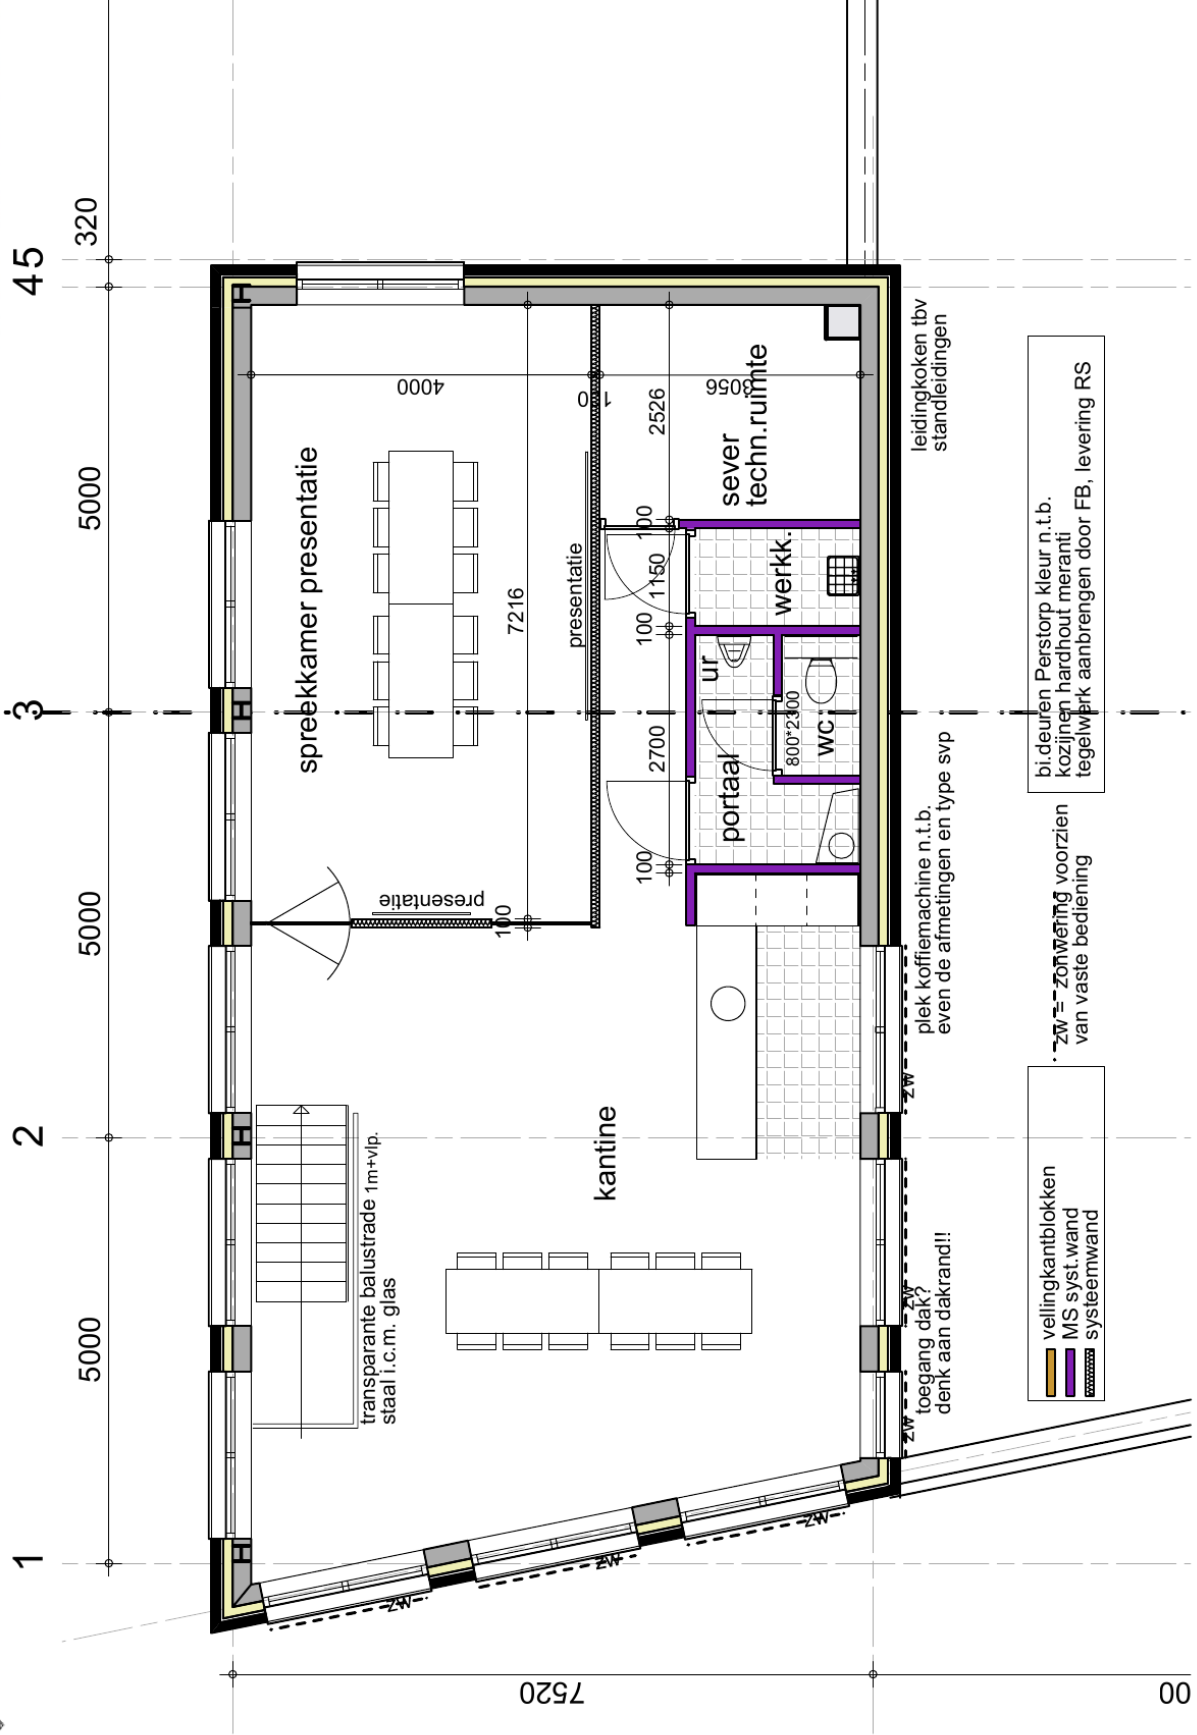 1
2
3
4
5
5000
5000
5000
320
7520
00
H
H
H
H
spreekkamer presentatie
4000
7216
100
100
presentatie
presentatie
sever
techn.ruimte
3056
2526
100
1150
100
2700
100
werkk.
ur
portaal
wc
800*2300
kantine
transparante balustrade 1m+vlp.
staal i.c.m. glas
zw
zw
zw
zw
zw
zw
toegang dak?
denk aan dakrand!!
plek koffiemachine n.t.b.
even de afmetingen en type svp
leidingkoken tbv
standleidingen
vellingkantblokken
MS syst.wand
systeemwand
zw = zonwering voorzien
van vaste bediening
bi.deuren Perstorp kleur n.t.b.
kozijnen hardhout meranti
tegelwerk aanbrengen door FB, levering RS